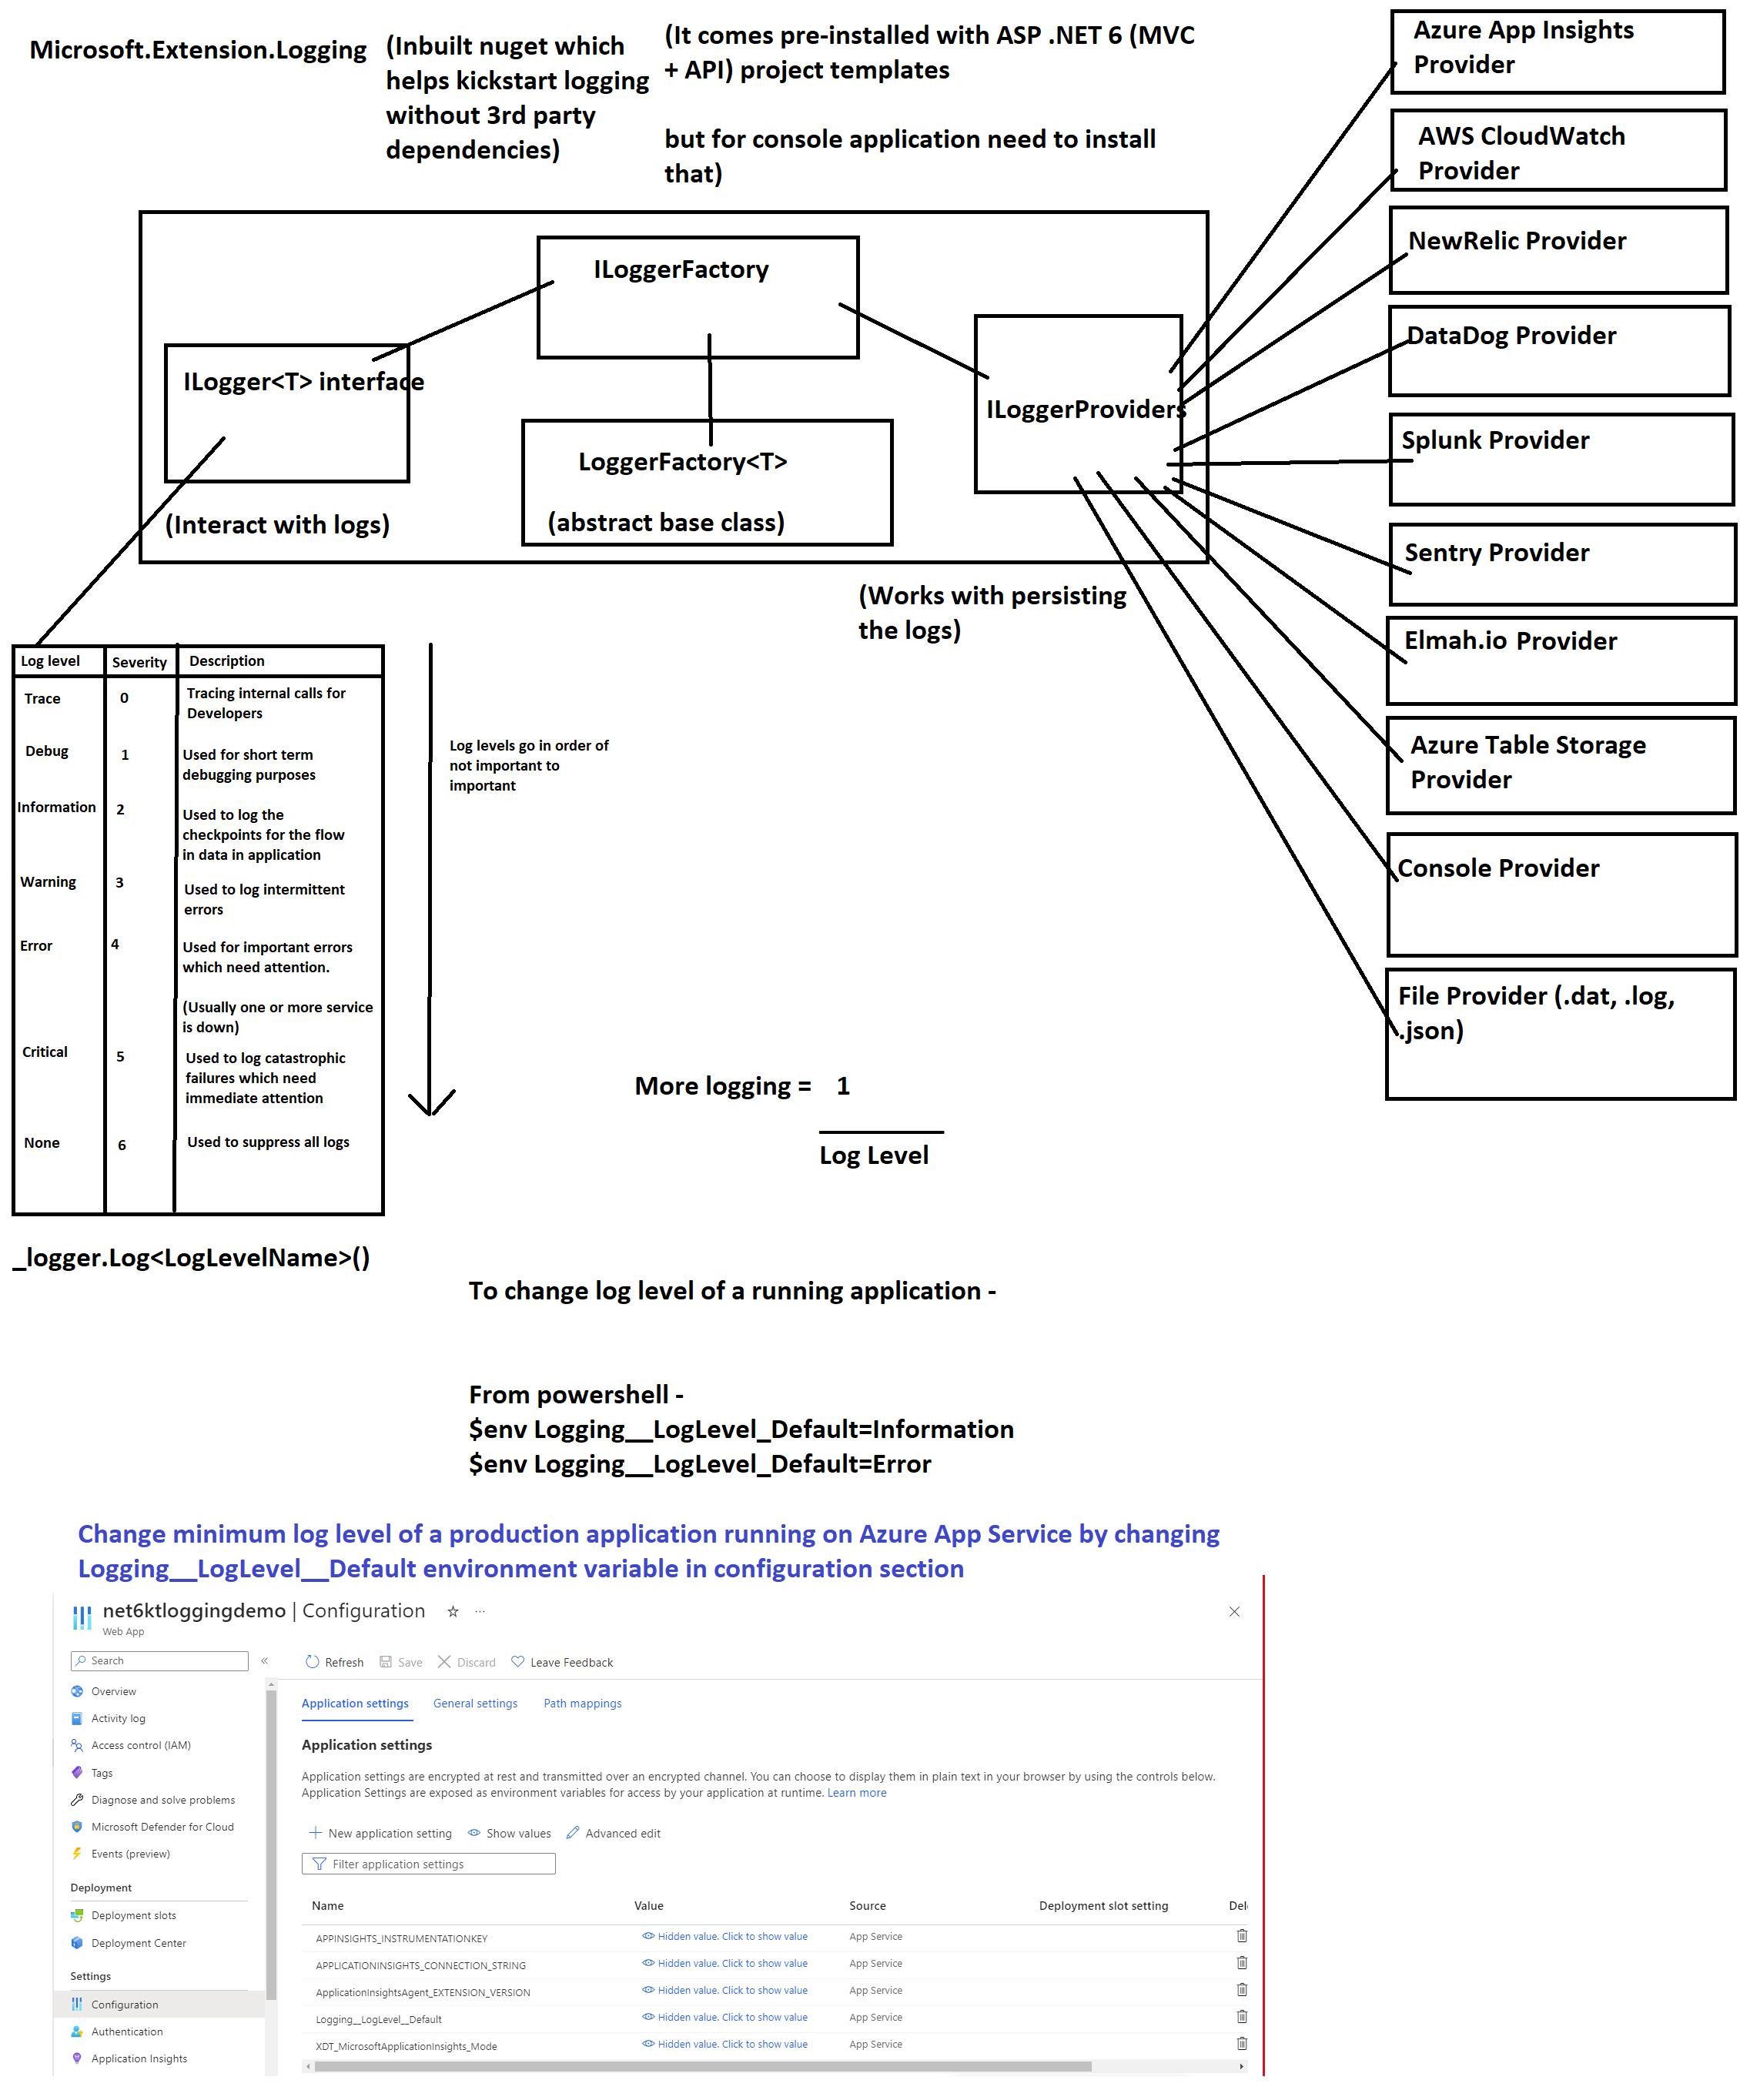 Microsoft.Extension.Logging
(Inbuilt nuget which
helps kickstart logging
without 3rd party
dependencies)
(It comes pre-installed with ASP .NET 6 (MVC
+ API) project templates
but for console application need to install
that)
Azure App Insights
Provider
AWS CloudWatch
Provider
NewRelic Provider
DataDog Provider
Splunk Provider
Sentry Provider
Elmah.io Provider
Azure Table Storage
Provider
Console Provider
File Provider (.dat, .log,
.json)
ILoggerFactory
ILogger<T> interface
ILoggerProviders
LoggerFactory<T>
(abstract base class)
(Interact with logs)
(Works with persisting
the logs)
Log level Severity Description
Trace 0 Tracing internal calls for
Developers
Debug 1 Used for short term
debugging purposes
Information 2 Used to log the
checkpoints for the flow
in data in application
Warning 3 Used to log intermittent
errors
Error 4 Used for important errors
which need attention.
(Usually one or more service
is down)
Critical 5 Used to log catastrophic
failures which need
immediate attention
None 6 Used to suppress all logs
Log levels go in order of
not important to
important
More logging = 1
Log Level
_logger.Log<LogLevelName>()
To change log level of a running application -
From powershell -
$env Logging__LogLevel_Default=Information
$env Logging__LogLevel_Default=Error
Change minimum log level of a production application running on Azure App Service by changing
Logging__LogLevel__Default environment variable in configuration section
net6ktloggingdemo | Configuration ☆ ...
Web App
Search «
Refresh Save Discard Leave Feedback
Overview
Activity log
Access control (IAM)
Tags
Diagnose and solve problems
Microsoft Defender for Cloud
Events (preview)
Deployment
Deployment slots
Deployment Center
Settings
Configuration
Authentication
Application Insights
Application settings General settings Path mappings
Application settings
Application settings are encrypted at rest and transmitted over an encrypted channel. You can choose to display them in plain text in your browser by using the controls below.
Application Settings are exposed as environment variables for access by your application at runtime. Learn more
New application setting Show values Advanced edit
Filter application settings
Name Value Source Deployment slot setting Del
APPINSIGHTS_INSTRUMENTATIONKEY Hidden value. Click to show value App Service
APPLICATIONINSIGHTS_CONNECTION_STRING Hidden value. Click to show value App Service
ApplicationInsightsAgent_EXTENSION_VERSION Hidden value. Click to show value App Service
Logging__LogLevel__Default Hidden value. Click to show value App Service
XDT_MicrosoftApplicationInsights_Mode Hidden value. Click to show value App Service